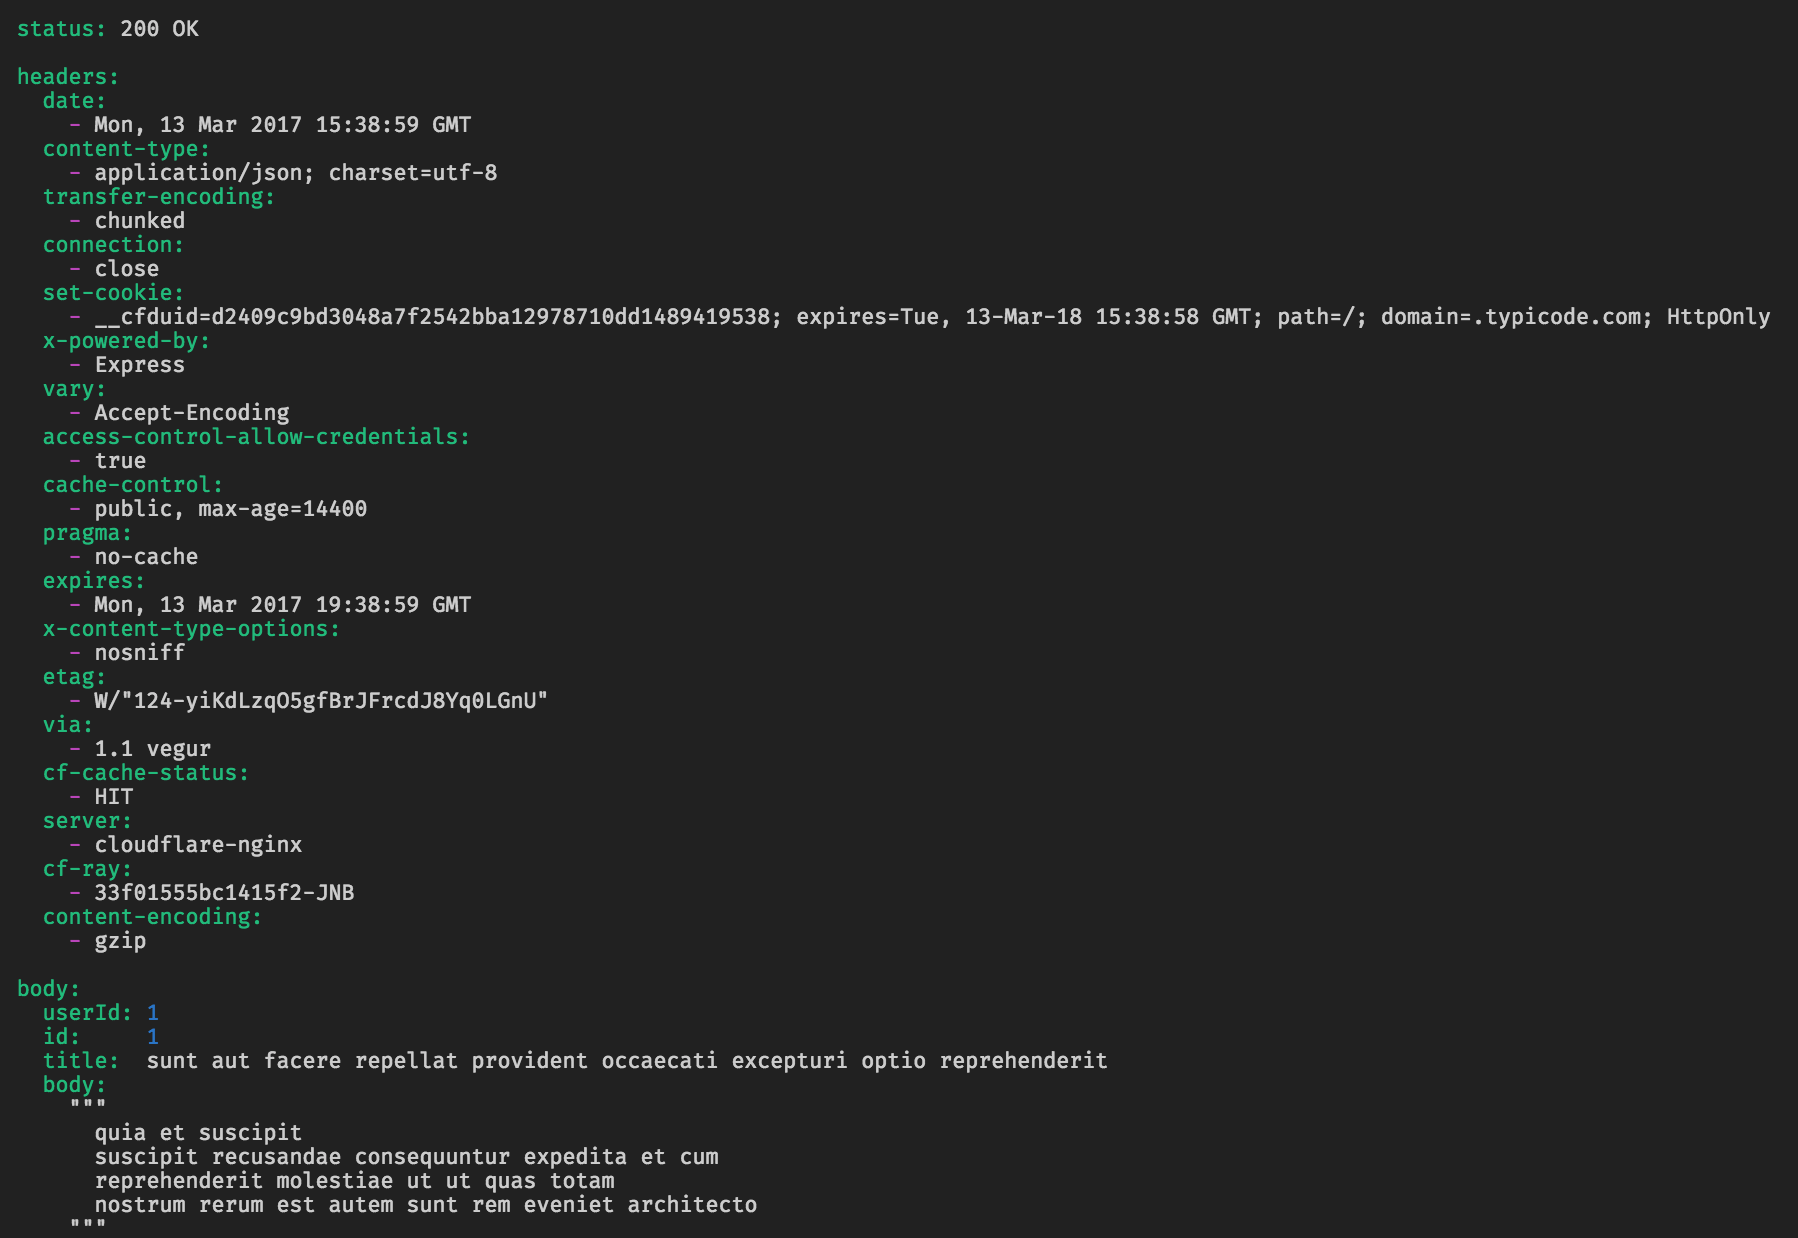 status: 200 OK
headers:
date:
- Mon, 13 Mar 2017 15:38:59 GMT
content-type:
- application/json; charset=utf-8
transfer-encoding:
- chunked
connection:
- close
set-cookie:
- __cfduid=d2409c9bd3048a7f2542bba12978710dd1489419538; expires=Tue, 13-Mar-18 15:38:58 GMT; path=/; domain=.typicode.com; HttpOnly
x-powered-by:
- Express
vary:
- Accept-Encoding
access-control-allow-credentials:
- true
cache-control:
- public, max-age=14400
pragma:
- no-cache
expires:
- Mon, 13 Mar 2017 19:38:59 GMT
x-content-type-options:
- nosniff
etag:
- W/"124-yiKdLzqO5gfBrJFrcdJ8Yq0LGnU"
via:
- 1.1 vegur
cf-cache-status:
- HIT
server:
- cloudflare-nginx
cf-ray:
- 33f01555bc1415f2-JNB
content-encoding:
- gzip
body:
userId: 1
id: 1
title: sunt aut facere repellat provident occaecati excepturi optio reprehenderit
body:
"""
quia et suscipit
suscipit recusandae consequuntur expedita et cum
reprehenderit molestiae ut ut quas totam
nostrum rerum est autem sunt rem eveniet architecto
"""